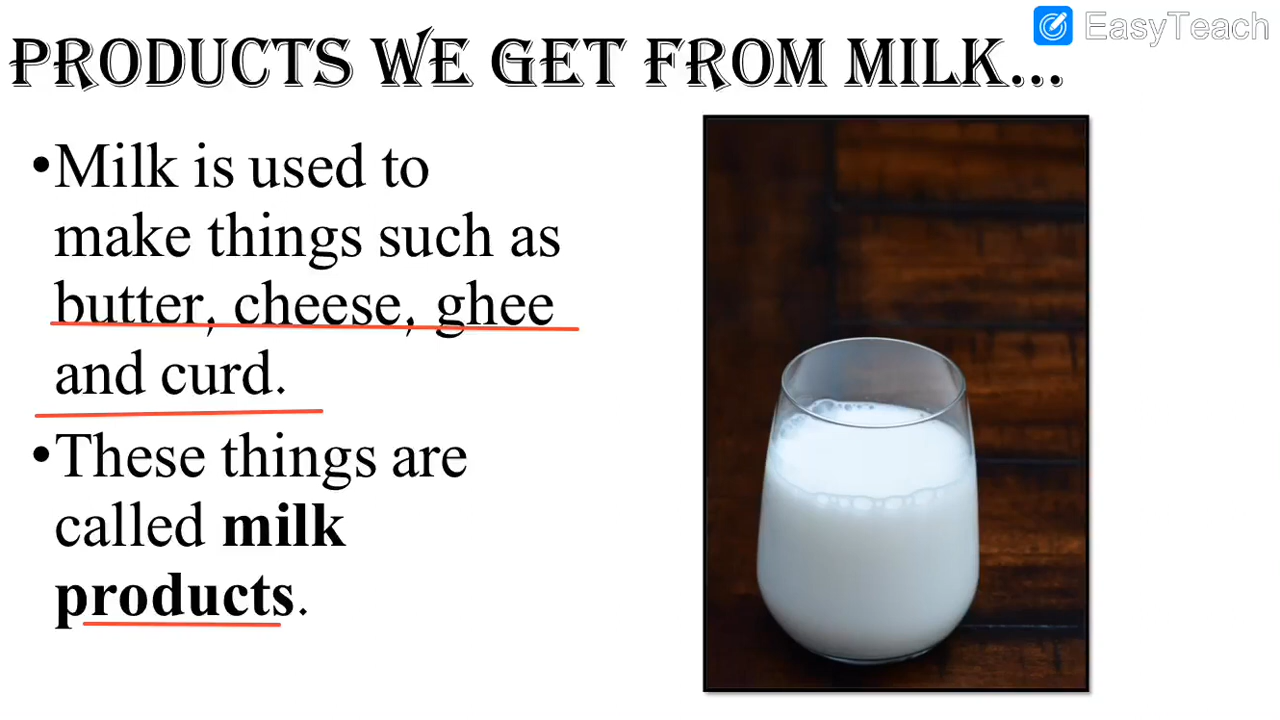 EasyTeach
PRODUCTS WE GET FROM MILK...
•Milk is used to
make things such as
butter, cheese, ghee
and curd.
•These things are
called milk
products.